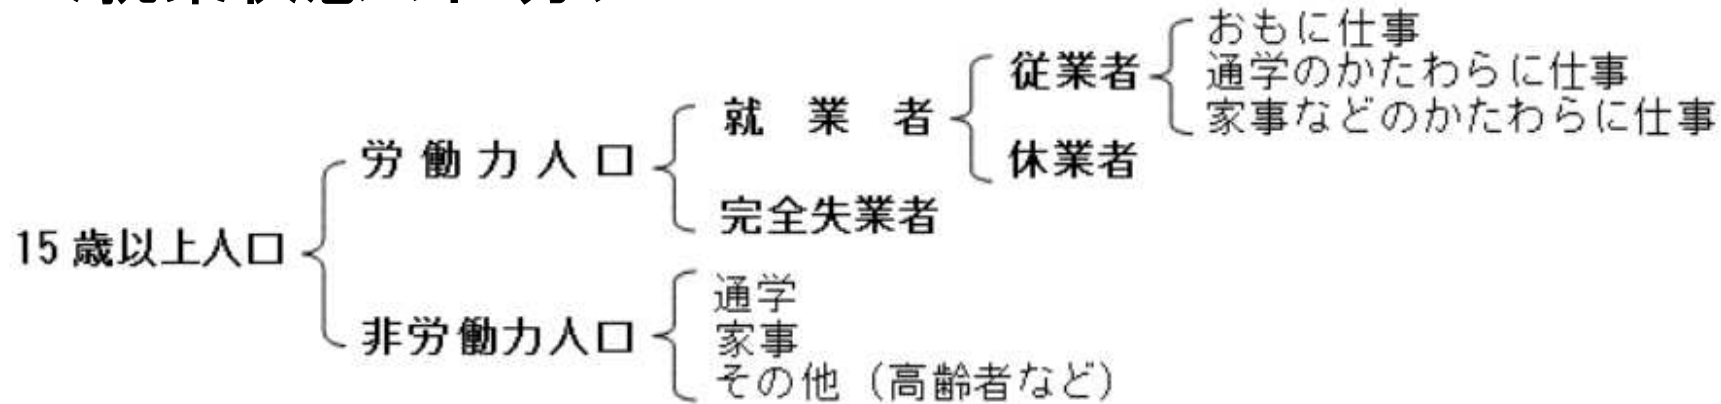 おもに仕事
従業者
通学のかたわらに仕事
就業者
家事などのかたわらに仕事
労働力人口
休業者
完全失業者
15歳以上人口
通学
非労働力人口
家事
その他（高齢者など）